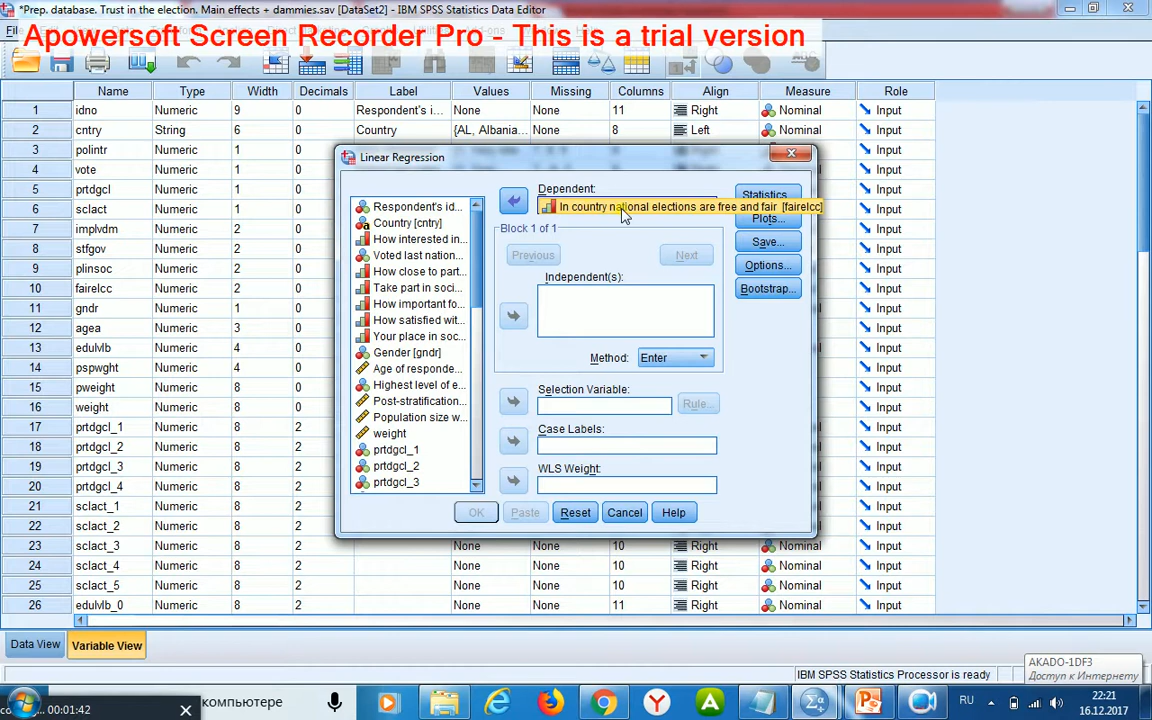 *Prep. database. Trust in the election. Main effects + dammies.sav [DataSet2] - IBM SPSS Statistics Data Editor
Apowersoft Screen Recorder Pro - This is a trial version
Name Type Width Decimals Label Values Missing Columns Align Measure Role
1 idno Numeric 9 0 Respondent's i... None None 11 Right Nominal Input
2 cntry String 6 0 Country {AL, Albania... None 8 Left Nominal Input
3 polintr Numeric 1 0 Input
4 vote Numeric 1 0 Input
5 prtdgcl Numeric 1 0 Input
6 sclact Numeric 1 0 Input
7 implvdm Numeric 2 0 Input
8 stfgov Numeric 2 0 Input
9 plinsoc Numeric 2 0 Input
10 fairelcc Numeric 2 0 Input
11 gndr Numeric 1 0 Input
12 agea Numeric 3 0 Input
13 edulvlb Numeric 4 0 Input
14 pspwght Numeric 4 0 Input
15 pweight Numeric 8 0 Input
16 weight Numeric 8 0 Input
17 prtdgcl_1 Numeric 8 2 Input
18 prtdgcl_2 Numeric 8 2 Input
19 prtdgcl_3 Numeric 8 2 Input
20 prtdgcl_4 Numeric 8 2 Input
21 sclact_1 Numeric 8 2 Input
22 sclact_2 Numeric 8 2 Input
23 sclact_3 Numeric 8 2 None None 10 Right Nominal Input
24 sclact_4 Numeric 8 2 None None 10 Right Nominal Input
25 sclact_5 Numeric 8 2 None None 10 Right Nominal Input
26 edulvlb_0 Numeric 8 2 None None 11 Right Nominal Input
Linear Regression
Respondent's id...
Country [cntry]
How interested in...
Voted last nation...
How close to part...
Take part in soci...
How important fo...
How satisfied wit...
Your place in soc...
Gender [gndr]
Age of responde...
Highest level of e...
Post-stratification...
Population size w...
weight
prtdgcl_1
prtdgcl_2
prtdgcl_3
Dependent:
In country national elections are free and fair [fairelcc]
Block 1 of 1
Previous Next
Independent(s):
Method: Enter
Selection Variable:
Rule...
Case Labels:
WLS Weight:
Statistics...
Plots...
Save...
Options...
Bootstrap...
OK Paste Reset Cancel Help
Data View Variable View
IBM SPSS Statistics Processor is ready
AKADO-1DF3
Доступ к Интернету
00:01:42
компьютере
RU
22:21
16.12.2017